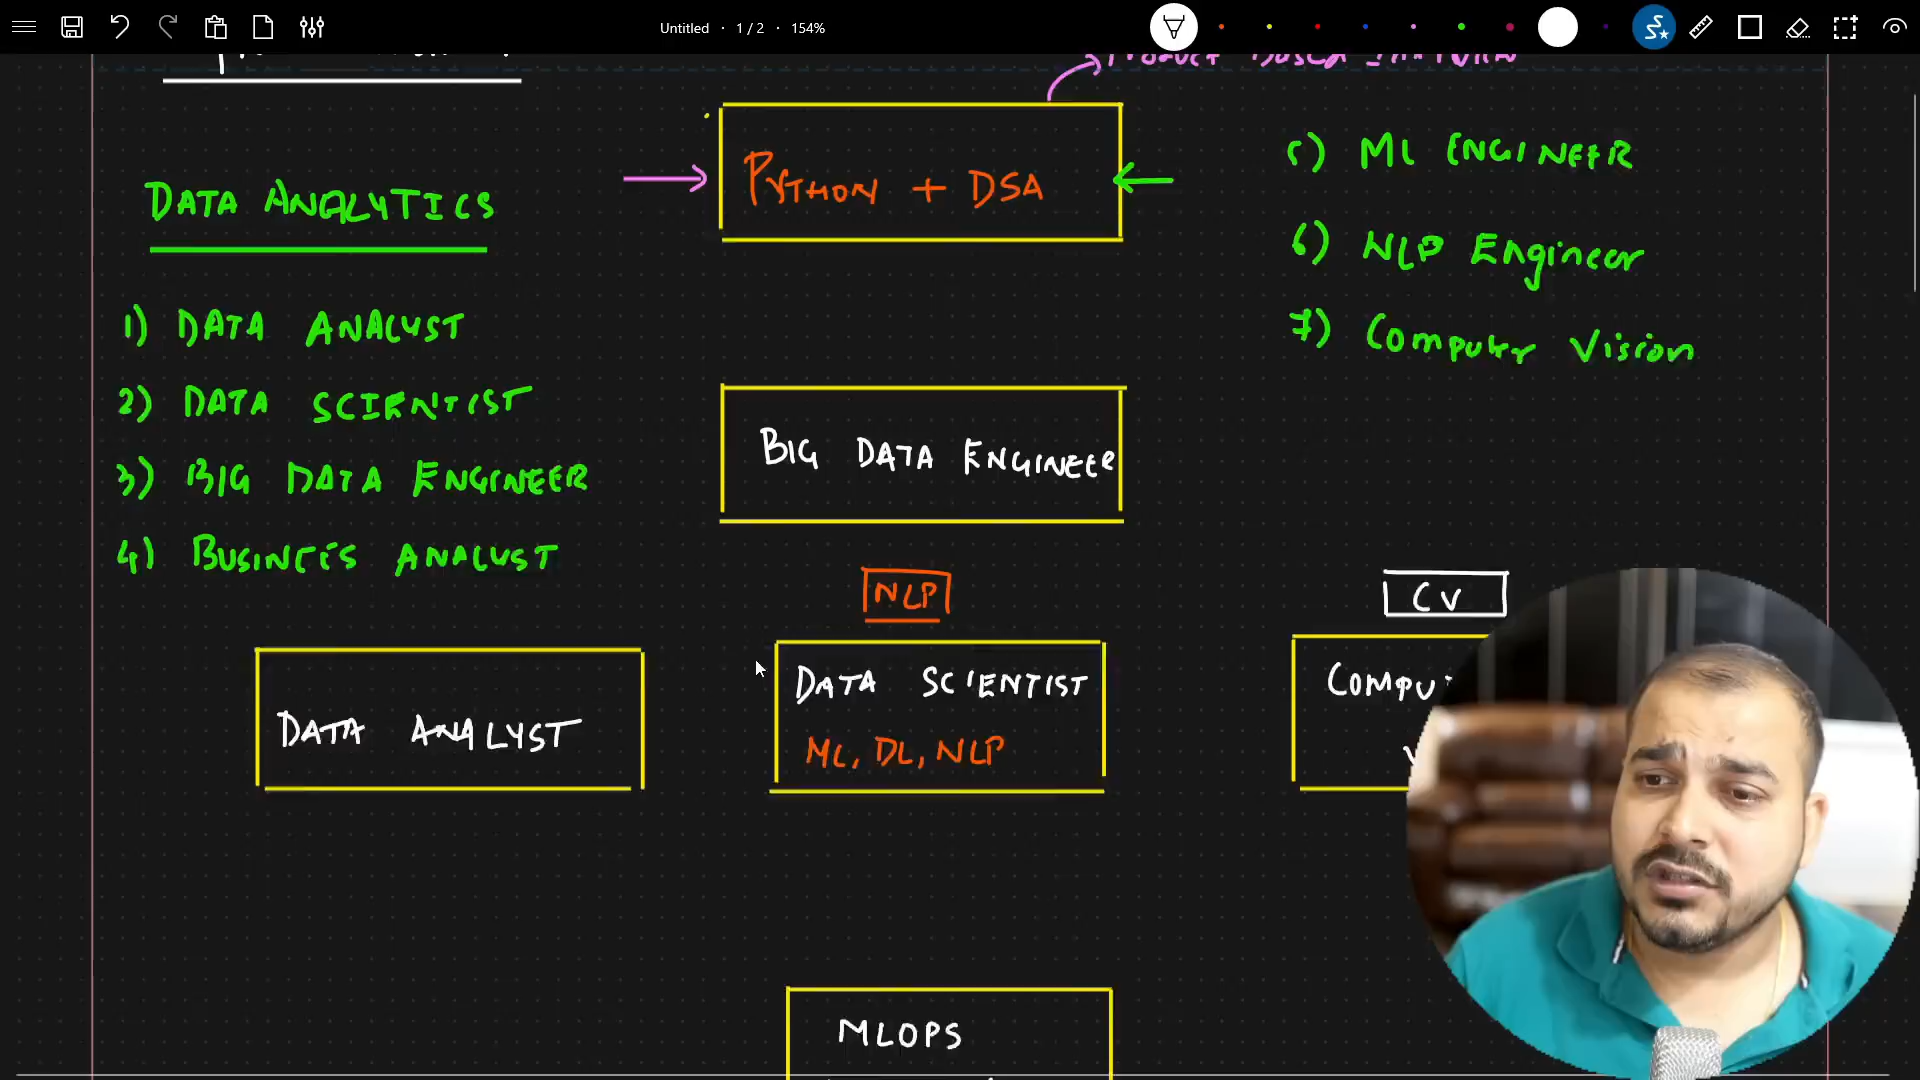 Untitled · 1 / 2 · 154%
PYTHON + DSA
DATA ANALYTICS
1) DATA ANALYST
2) DATA SCIENTIST
3) BIG DATA ENGINEER
4) BUSINESS ANALYST
5) ML ENGINEER
6) NLP Engineer
7) Computer Vision
BIG DATA ENGINEER
NLP
CV
DATA ANALYST
DATA SCIENTIST
ML, DL, NLP
COMPU
MLOPS